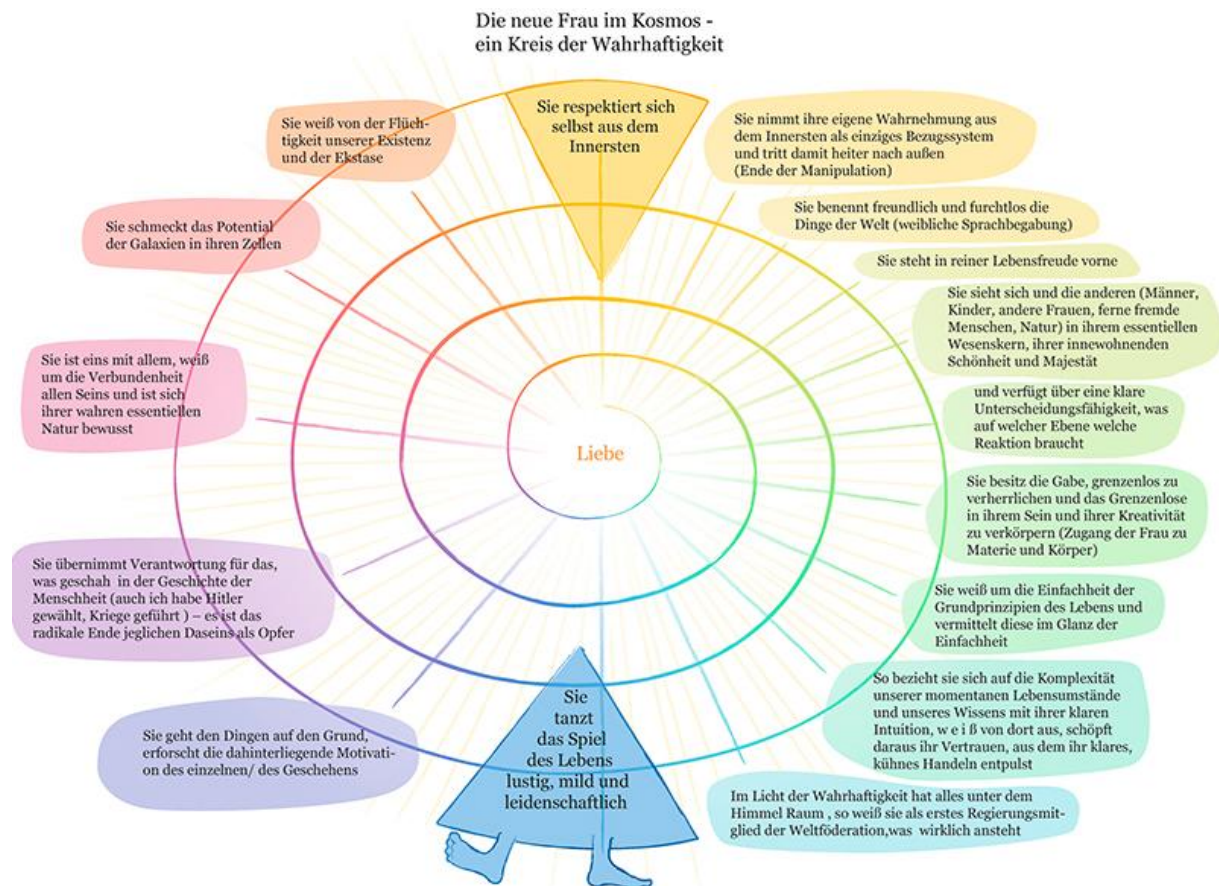 Die neue Frau im Kosmos -
ein Kreis der Wahrhaftigkeit
Sie respektiert sich
selbst aus dem
Innersten
Sie nimmt ihre eigene Wahrnehmung aus
dem Innersten als einziges Bezugssystem
und tritt damit heiter nach außen
(Ende der Manipulation)
Sie benennt freundlich und furchtlos die
Dinge der Welt (weibliche Sprachbegabung)
Sie steht in reiner Lebensfreude vorne
Sie sieht sich und die anderen (Männer,
Kinder, andere Frauen, ferne fremde
Menschen, Natur) in ihrem essentiellen
Wesenskern, ihrer innewohnenden
Schönheit und Majestät
und verfügt über eine klare
Unterscheidungsfähigkeit, was
auf welcher Ebene welche
Reaktion braucht
Sie besitz die Gabe, grenzenlos zu
verherrlichen und das Grenzenlose
in ihrem Sein und ihrer Kreativität
zu verkörpern (Zugang der Frau zu
Materie und Körper)
Sie weiß um die Einfachheit der
Grundprinzipien des Lebens und
vermittelt diese im Glanz der
Einfachheit
So bezieht sie sich auf die Komplexität
unserer momentanen Lebensumstände
und unseres Wissens mit ihrer klaren
Intuition, w e i ß von dort aus, schöpft
daraus ihr Vertrauen, aus dem ihr klares,
kühnes Handeln entpulst
Im Licht der Wahrhaftigkeit hat alles unter dem
Himmel Raum , so weiß sie als erstes Regierungsmit-
glied der Weltföderation,was wirklich ansteht
Sie
tanzt
das Spiel
des Lebens
lustig, mild und
leidenschaftlich
Sie geht den Dingen auf den Grund,
erforscht die dahinterliegende Motivati-
on des einzelnen/ des Geschehens
Sie übernimmt Verantwortung für das,
was geschah in der Geschichte der
Menschheit (auch ich habe Hitler
gewählt, Kriege geführt ) – es ist das
radikale Ende jeglichen Daseins als Opfer
Sie ist eins mit allem, weiß
um die Verbundenheit
allen Seins und ist sich
ihrer wahren essentiellen
Natur bewusst
Sie schmeckt das Potential
der Galaxien in ihren Zellen
Sie weiß von der Flüch-
tigkeit unserer Existenz
und der Ekstase
Liebe